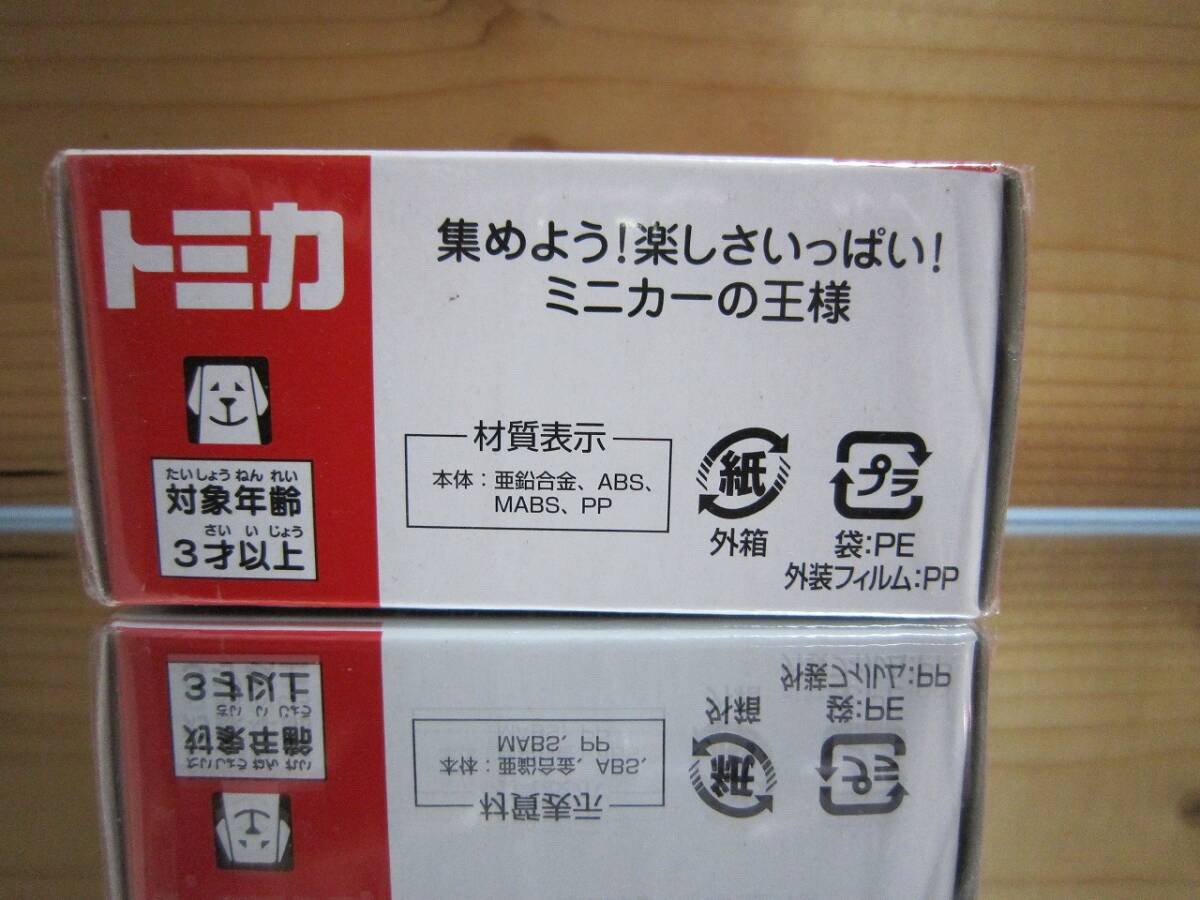 トミカ
集めよう!楽しさいっぱい!
ミニカーの王様
たいしょう ねん れい
対象年齢
さい い じょう
3才以上
材質表示
本体:亜鉛合金、ABS、
MABS、PP
紙
外箱
プラ
袋:PE
外装フィルム:PP